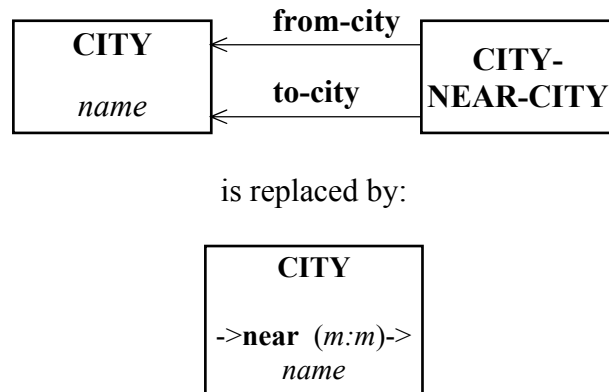 CITY
name
from-city
to-city
CITY-
NEAR-CITY
is replaced by:
CITY
->near (m:m)->
name